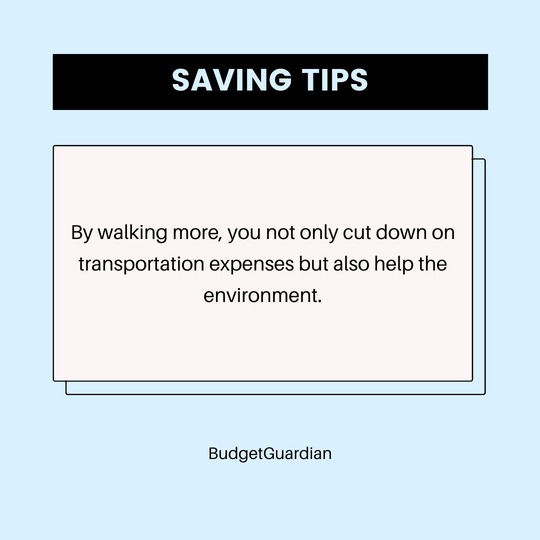 SAVING TIPS
By walking more, you not only cut down on
transportation expenses but also help the
environment.
BudgetGuardian